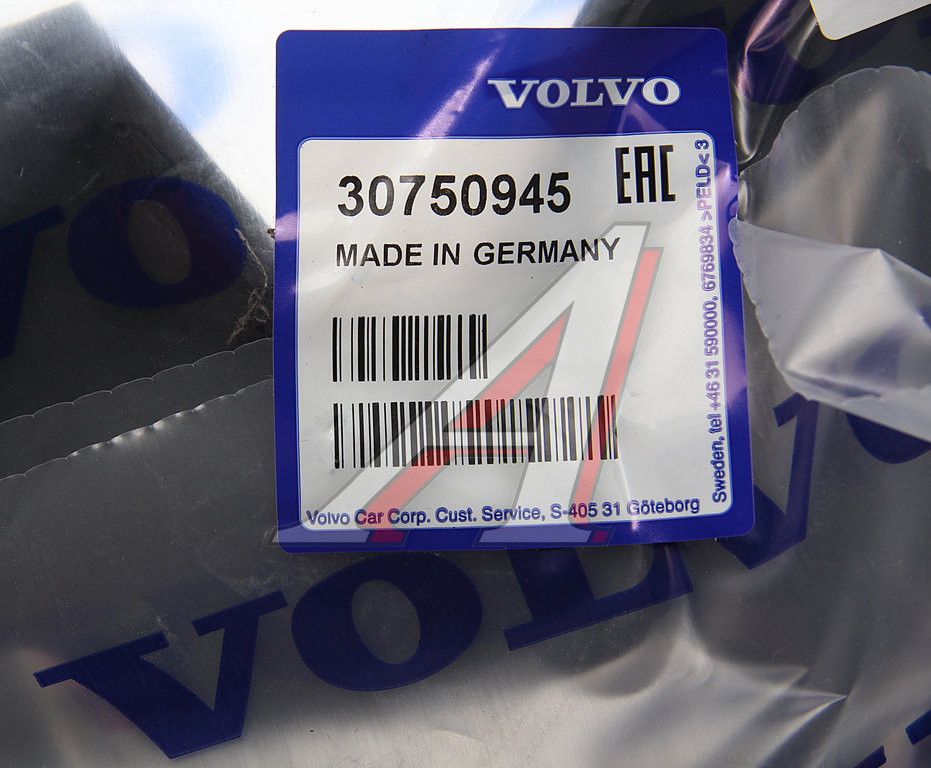 VOLVO
30750945
EAC
MADE IN GERMANY
Volvo Car Corp. Cust. Service, S-405 31 Göteborg
Sweden, tel +46 31 590000, 6769834 >PELD< 3
VOLVO